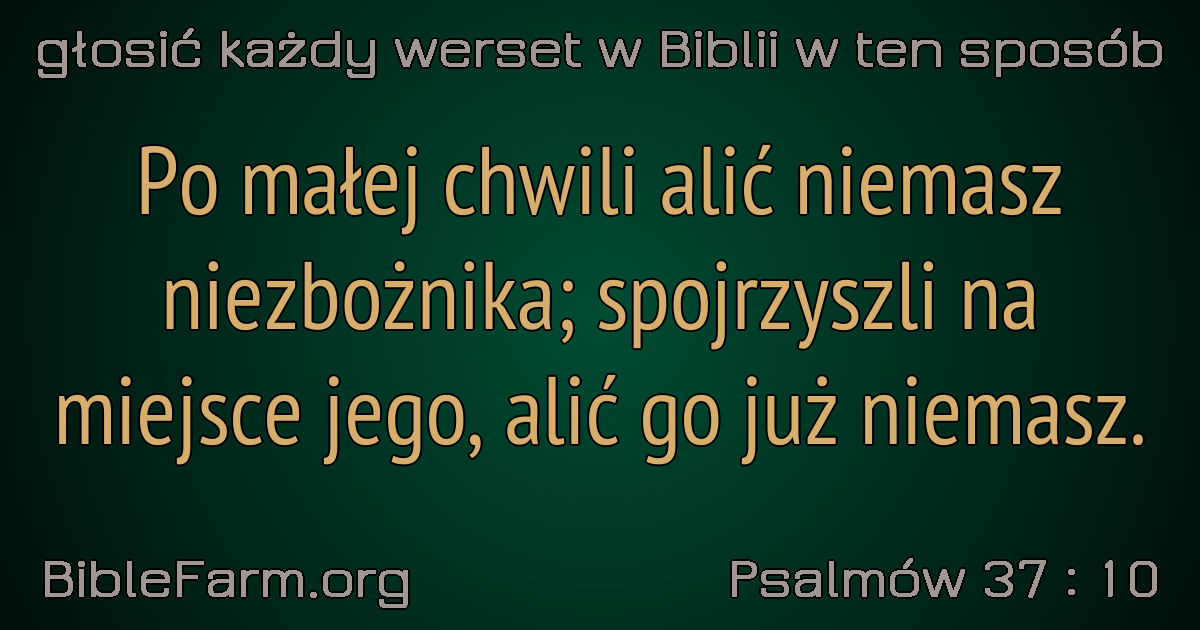 głosić każdy werset w Biblii w ten sposób
Po małej chwili alić niemasz
niezbożnika; spojrzyszli na
miejsce jego, alić go już niemasz.
BibleFarm.org
Psalmów 37 : 10